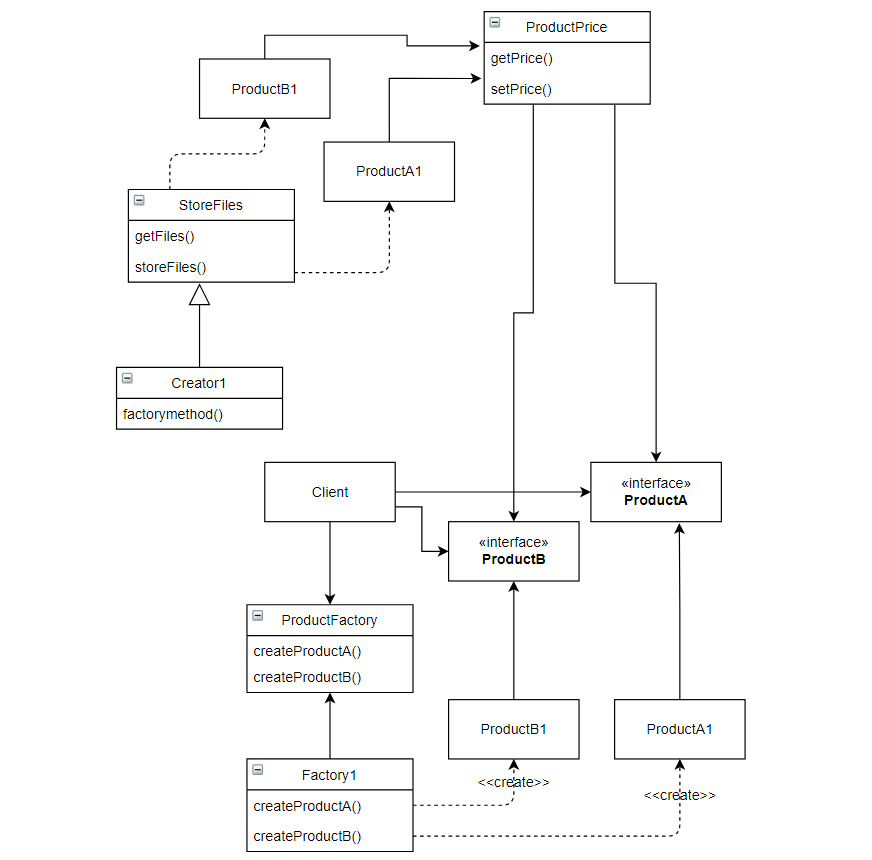 ProductPrice
getPrice()
setPrice()
ProductB1
ProductA1
StoreFiles
getFiles()
storeFiles()
Creator1
factorymethod()
Client
«interface»
ProductA
«interface»
ProductB
ProductFactory
createProductA()
createProductB()
ProductB1
ProductA1
Factory1
createProductA()
createProductB()
<<create>>
<<create>>